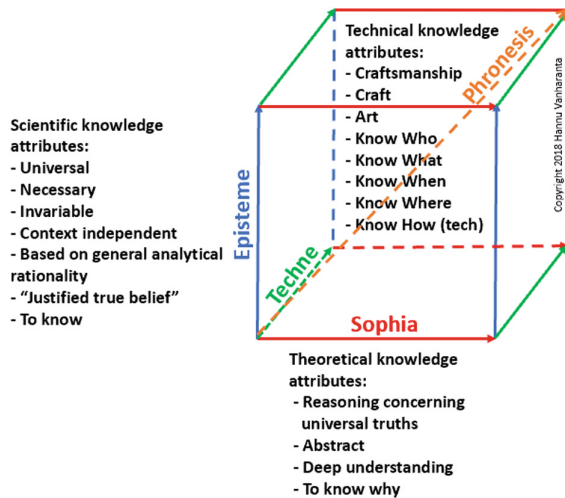 Technical knowledge
attributes:
- Craftsmanship
- Craft
- Art
- Know Who
- Know What
- Know When
- Know Where
- Know How (tech)
Phronesis
Copyright 2018 Hannu Vanharanta
Scientific knowledge
attributes:
- Universal
- Necessary
- Invariable
- Context independent
- Based on general analytical
rationality
- “Justified true belief”
- To know
Episteme
Techne
Sophia
Theoretical knowledge
attributes:
- Reasoning concerning
universal truths
- Abstract
- Deep understanding
- To know why